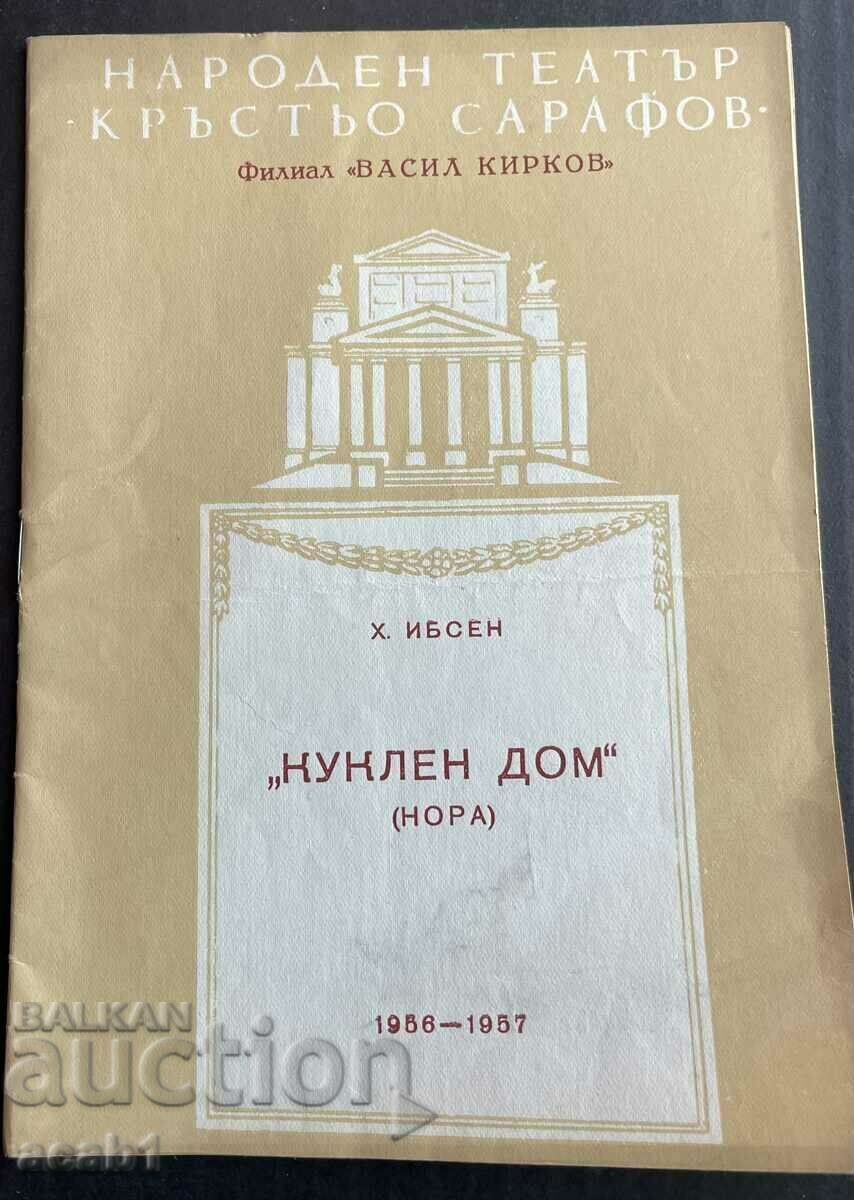 НАРОДЕН ТЕАТЪР
·КРЪСТЬО САРАФОВ·
Филиал «ВАСИЛ КИРКОВ»
Х. ИБСЕН
„КУКЛЕН ДОМ“
(НОРА)
1956—1957
BALKAN
auction
acab1